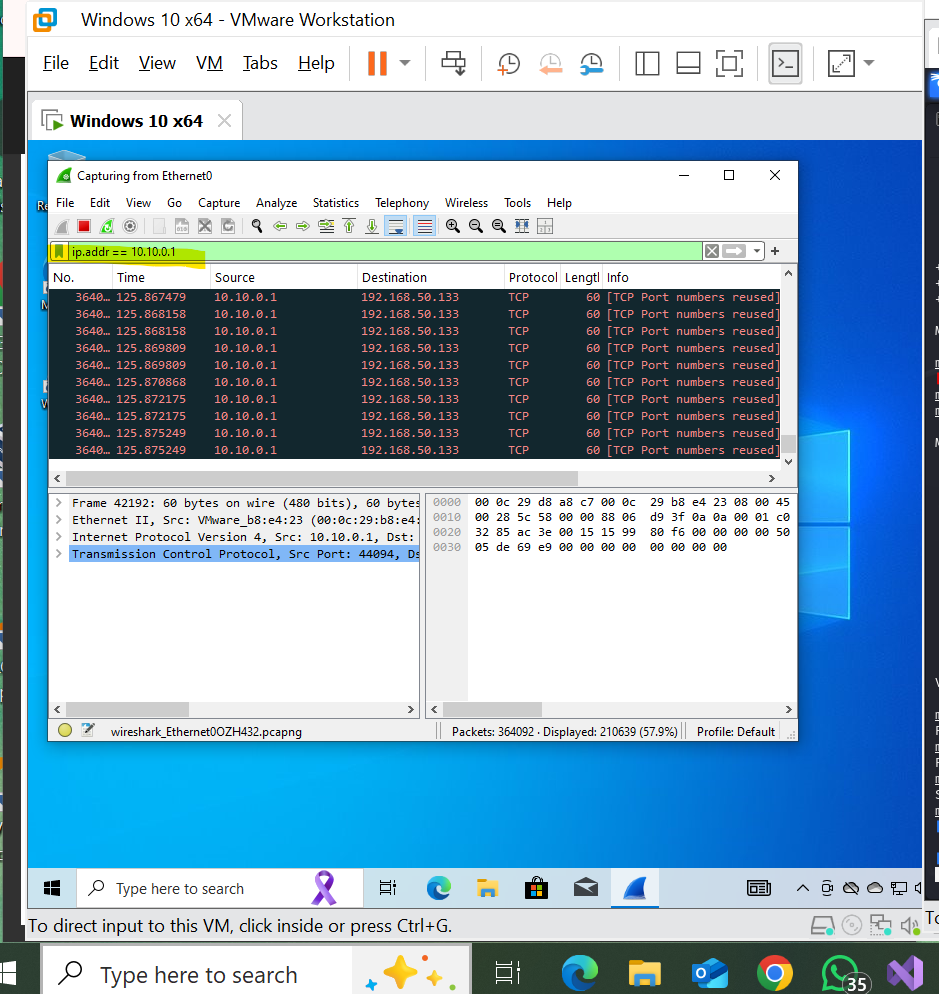 Windows 10 x64 - VMware Workstation
File Edit View VM Tabs Help
Windows 10 x64
Capturing from Ethernet0
File Edit View Go Capture Analyze Statistics Telephony Wireless Tools Help
ip.addr == 10.10.0.1
No. Time Source Destination Protocol Lengtl Info
3640… 125.867479 10.10.0.1 192.168.50.133 TCP 60 [TCP Port numbers reused]
3640… 125.868158 10.10.0.1 192.168.50.133 TCP 60 [TCP Port numbers reused]
3640… 125.868158 10.10.0.1 192.168.50.133 TCP 60 [TCP Port numbers reused]
3640… 125.869809 10.10.0.1 192.168.50.133 TCP 60 [TCP Port numbers reused]
3640… 125.869809 10.10.0.1 192.168.50.133 TCP 60 [TCP Port numbers reused]
3640… 125.870868 10.10.0.1 192.168.50.133 TCP 60 [TCP Port numbers reused]
3640… 125.872175 10.10.0.1 192.168.50.133 TCP 60 [TCP Port numbers reused]
3640… 125.872175 10.10.0.1 192.168.50.133 TCP 60 [TCP Port numbers reused]
3640… 125.875249 10.10.0.1 192.168.50.133 TCP 60 [TCP Port numbers reused]
3640… 125.875249 10.10.0.1 192.168.50.133 TCP 60 [TCP Port numbers reused]
Frame 42192: 60 bytes on wire (480 bits), 60 bytes
Ethernet II, Src: VMware_b8:e4:23 (00:0c:29:b8:e4:
Internet Protocol Version 4, Src: 10.10.0.1, Dst:
Transmission Control Protocol, Src Port: 44094, Ds
0000 00 0c 29 d8 a8 c7 00 0c 29 b8 e4 23 08 00 45
0010 00 28 5c 58 00 00 88 06 d9 3f 0a 0a 00 01 c0
0020 32 85 ac 3e 00 15 15 99 80 f6 00 00 00 00 50
0030 05 de 69 e9 00 00 00 00 00 00 00 00
wireshark_Ethernet0OZH432.pcapng
Packets: 364092 · Displayed: 210639 (57.9%)
Profile: Default
Type here to search
To direct input to this VM, click inside or press Ctrl+G.
Type here to search
35